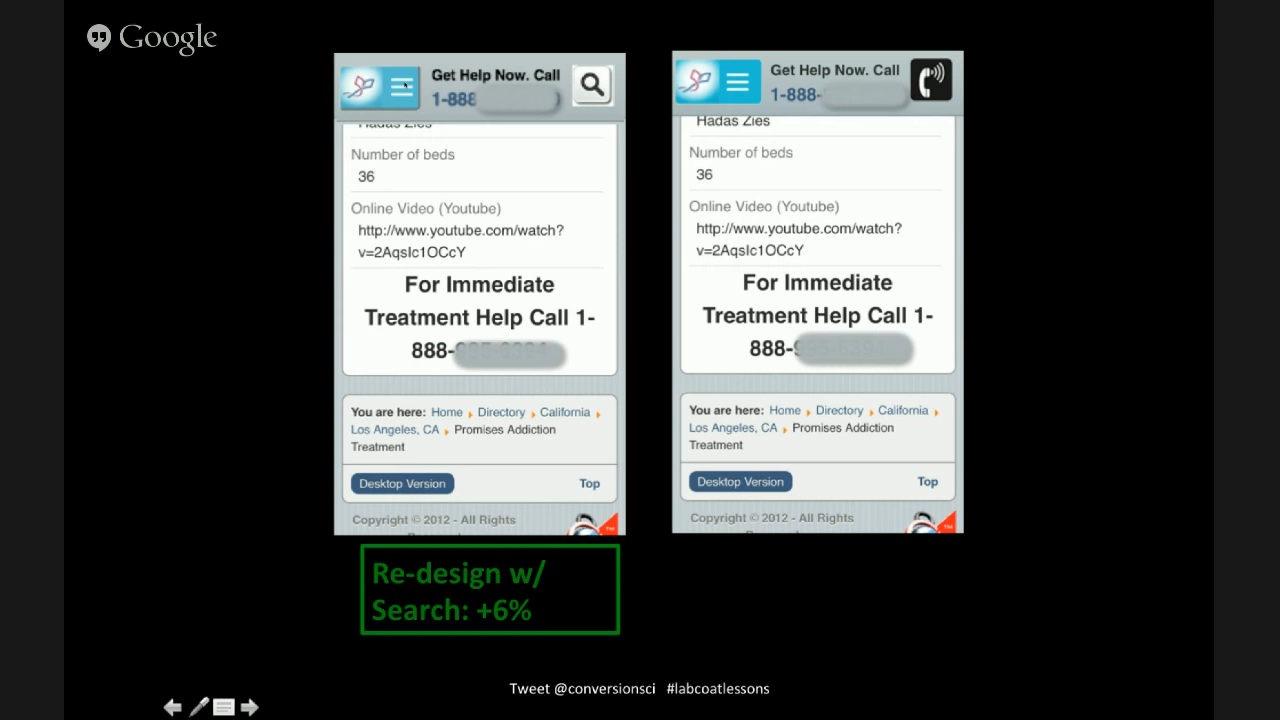 Google
Get Help Now. Call
1-888
Number of beds
36
Online Video (Youtube)
http://www.youtube.com/watch?
v=2AqsIc1OCcY
For Immediate
Treatment Help Call 1-
888-
You are here: Home Directory California
Los Angeles, CA Promises Addiction
Treatment
Desktop Version Top
Copyright © 2012 - All Rights
Get Help Now. Call
1-888-
Hadas Zies
Number of beds
36
Online Video (Youtube)
http://www.youtube.com/watch?
v=2AqsIc1OCcY
For Immediate
Treatment Help Call 1-
888-
You are here: Home Directory California
Los Angeles, CA Promises Addiction
Treatment
Desktop Version Top
Copyright © 2012 - All Rights
TM
Re-design w/
Search: +6%
Tweet @conversionsci #labcoatlessons